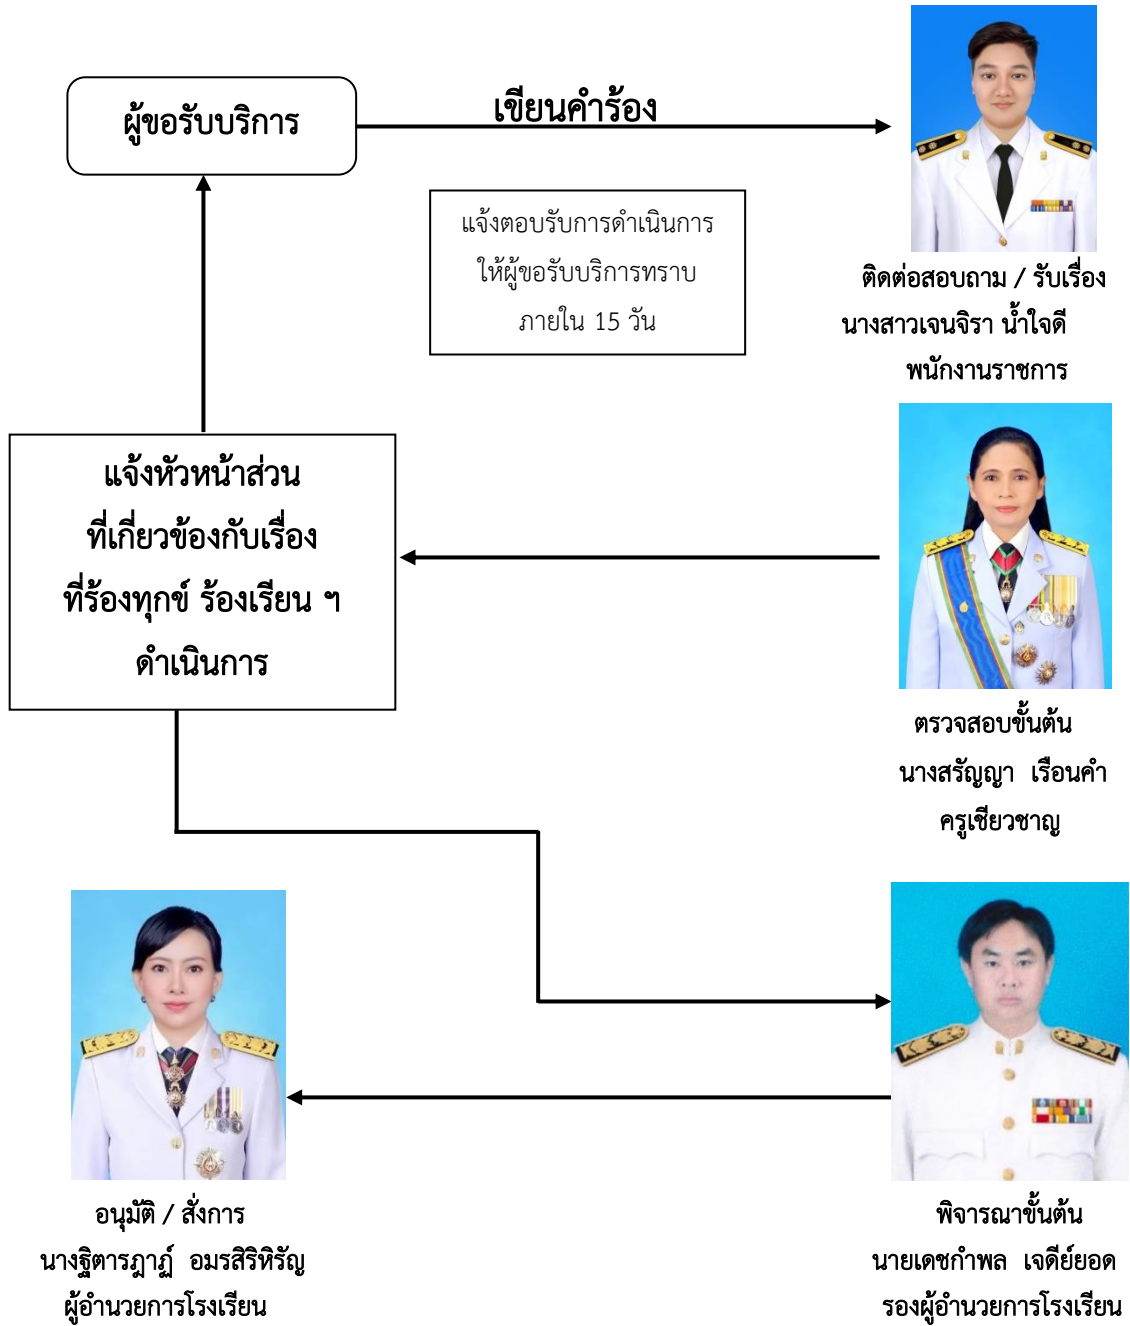 ผู้ขอรับบริการ
เขียนคำร้อง
แจ้งตอบรับการดำเนินการ
ให้ผู้ขอรับบริการทราบ
ภายใน 15 วัน
ติดต่อสอบถาม / รับเรื่อง
นางสาวเจนจิรา น้ำใจดี
พนักงานราชการ
แจ้งหัวหน้าส่วน
ที่เกี่ยวข้องกับเรื่อง
ที่ร้องทุกข์ ร้องเรียน ฯ
ดำเนินการ
ตรวจสอบขั้นต้น
นางสรัญญา เรือนคำ
ครูเชียวชาญ
อนุมัติ / สั่งการ
นางฐิตารฎาฏ์ อมรสิริหิรัญ
ผู้อำนวยการโรงเรียน
พิจารณาขั้นต้น
นายเดชกำพล เจดีย์ยอด
รองผู้อำนวยการโรงเรียน